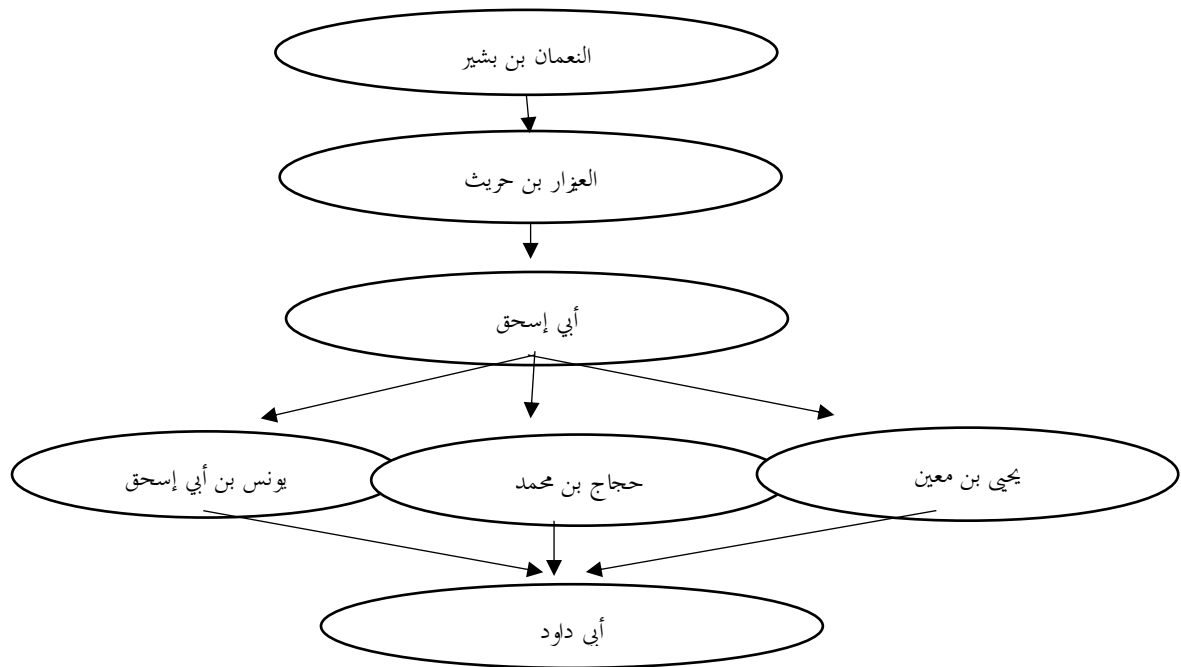 النعمان بن بشير
العيزار بن حريث
أبي إسحق
يحيى بن معين
حجاج بن محمد
يونس بن أبي إسحق
أبي داود